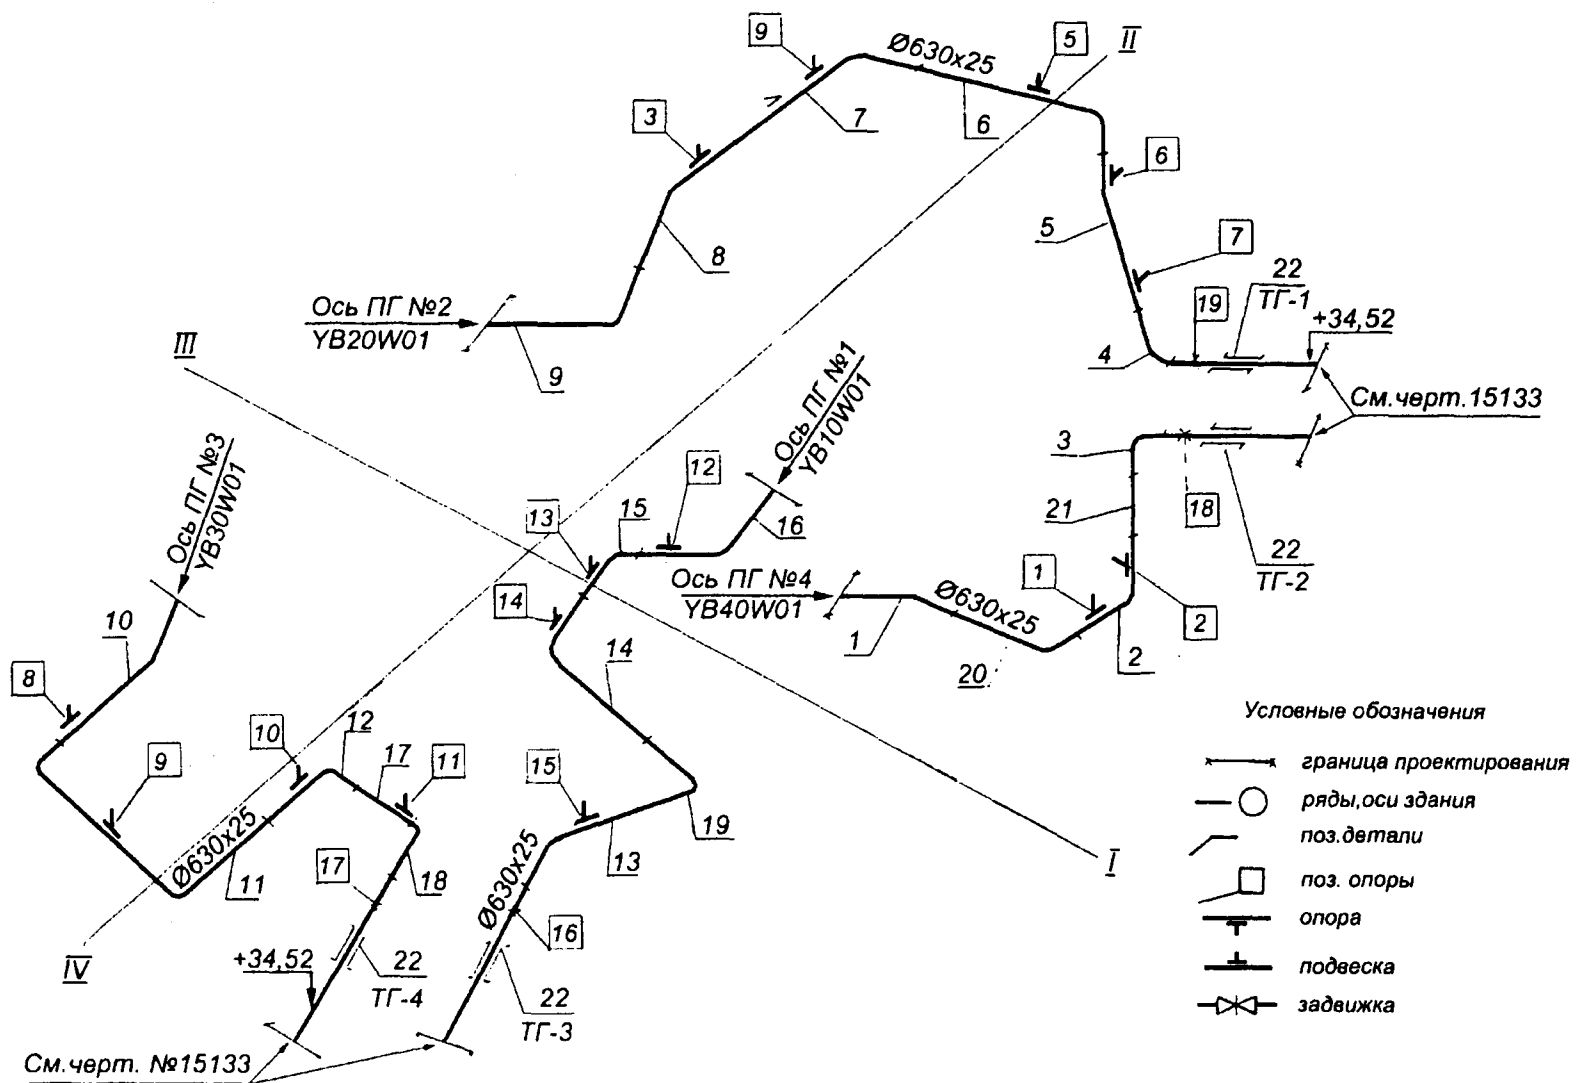 9
Ø630x25
5
II
3
7
6
6
5
7
8
22
ТГ-1
19
+34,52
Ось ПГ №2
YB20W01
9
4
См.черт.15133
III
Ось ПГ №1
YB10W01
3
Ось ПГ №3
YB30W01
12
15
16
13
21
18
22
ТГ-2
14
Ось ПГ №4
YB40W01
Ø630x25
1
2
1
20
2
10
14
8
12
17
10
11
9
15
19
13
Ø630x25
11
17
18
Ø630x25
16
I
IV
+34,52
22
ТГ-4
22
ТГ-3
См.черт. №15133
Условные обозначения
граница проектирования
ряды,оси здания
поз.детали
поз. опоры
опора
подвеска
задвижка